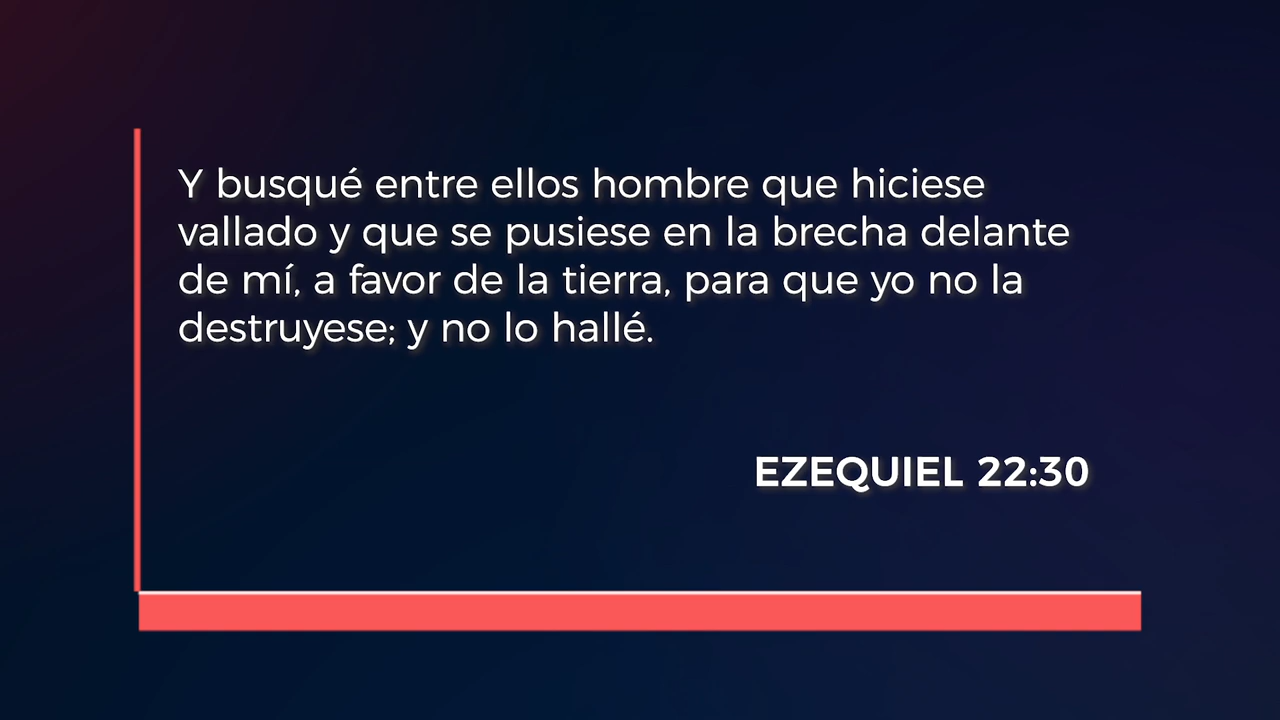 Y busqué entre ellos hombre que hiciese
vallado y que se pusiese en la brecha delante
de mí, a favor de la tierra, para que yo no la
destruyese; y no lo hallé.
EZEQUIEL 22:30